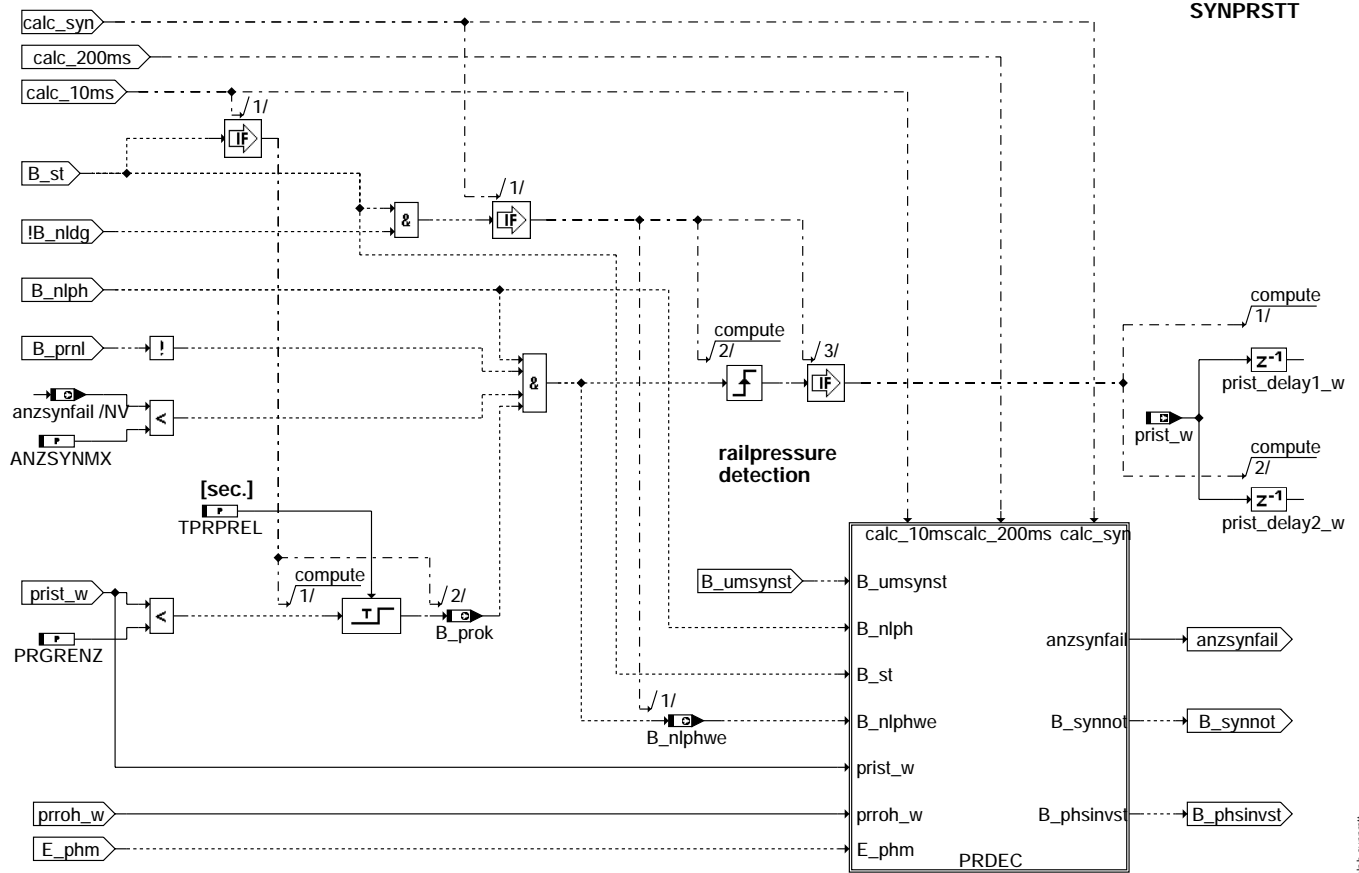 SYNPRSTT
calc_syn
calc_200ms
calc_10ms
/1/
IF
B_st
/1/
&
IF
!B_nldg
B_nlph
compute
1/
B_prnl
!
compute
2/
/3/
z-1
prist_delay1_w
&
IF
anzsynfail /NV
<
P
ANZSYNMX
prist_w
railpressure
detection
compute
2/
[sec.]
P
TPRPREL
z-1
prist_delay2_w
calc_10ms calc_200ms calc_syn
compute
1/
/2/
B_umsynst
B_umsynst
prist_w
<
T
B_prok
P
PRGRENZ
B_nlph
anzsynfail
anzsynfail
B_st
/1/
B_nlphwe
B_nlphwe
B_synnot
B_synnot
prist_w
prroh_w
prroh_w
B_phsinvst
B_phsinvst
E_phm
E_phm
PRDEC